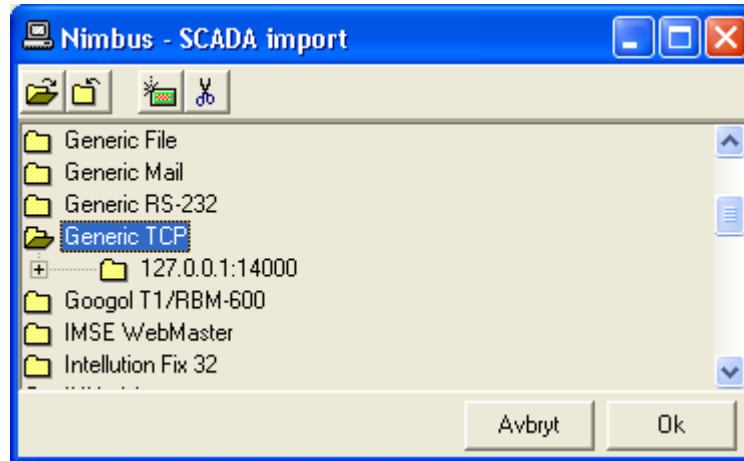 Nimbus - SCADA import
Generic File
Generic Mail
Generic RS-232
Generic TCP
127.0.0.1:14000
Googol T1/RBM-600
IMSE WebMaster
Intellution Fix 32
Avbryt Ok